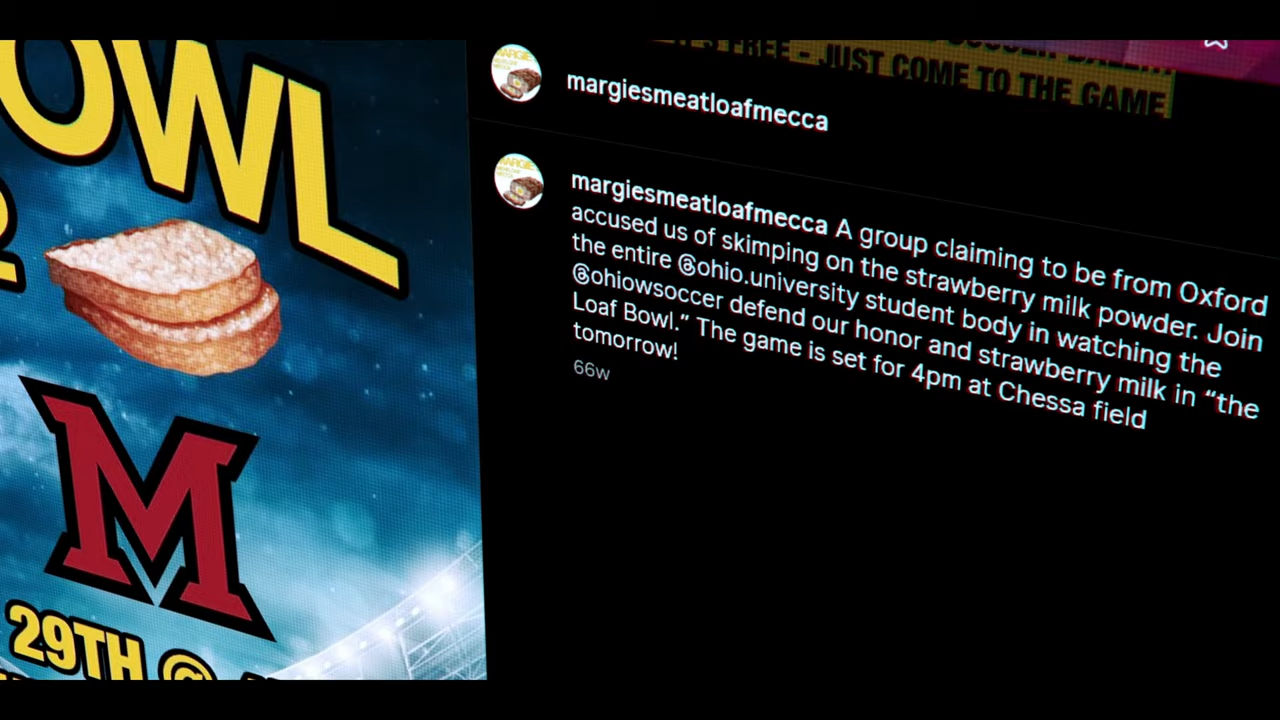 OWL
M
29TH @
SOCCER
FREE - JUST COME TO THE GAME
margiesmeatloafmecca
margiesmeatloafmecca A group claiming to be from Oxford
accused us of skimping on the strawberry milk powder. Join
the entire @ohio.university student body in watching the
@ohiowsoccer defend our honor and strawberry milk in “the
Loaf Bowl.” The game is set for 4pm at Chessa field
tomorrow!
66w